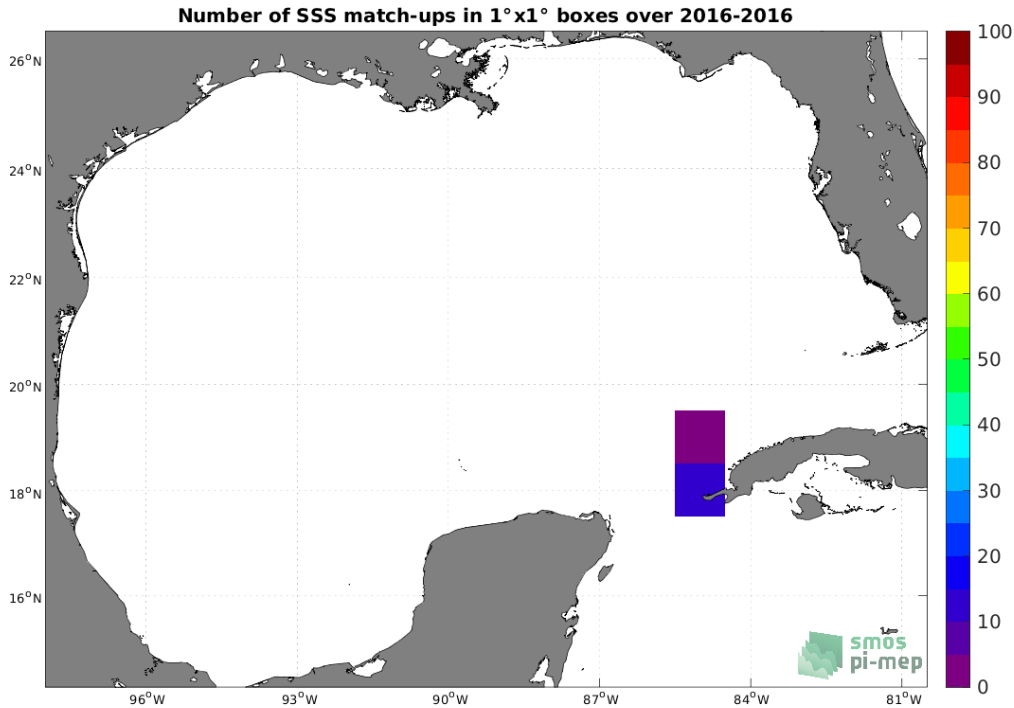 Number of SSS match-ups in 1°x1° boxes over 2016-2016
26°N
24°N
22°N
20°N
18°N
16°N
96°W
93°W
90°W
87°W
84°W
81°W
100
90
80
70
60
50
40
30
20
10
0
smos
pi-mep